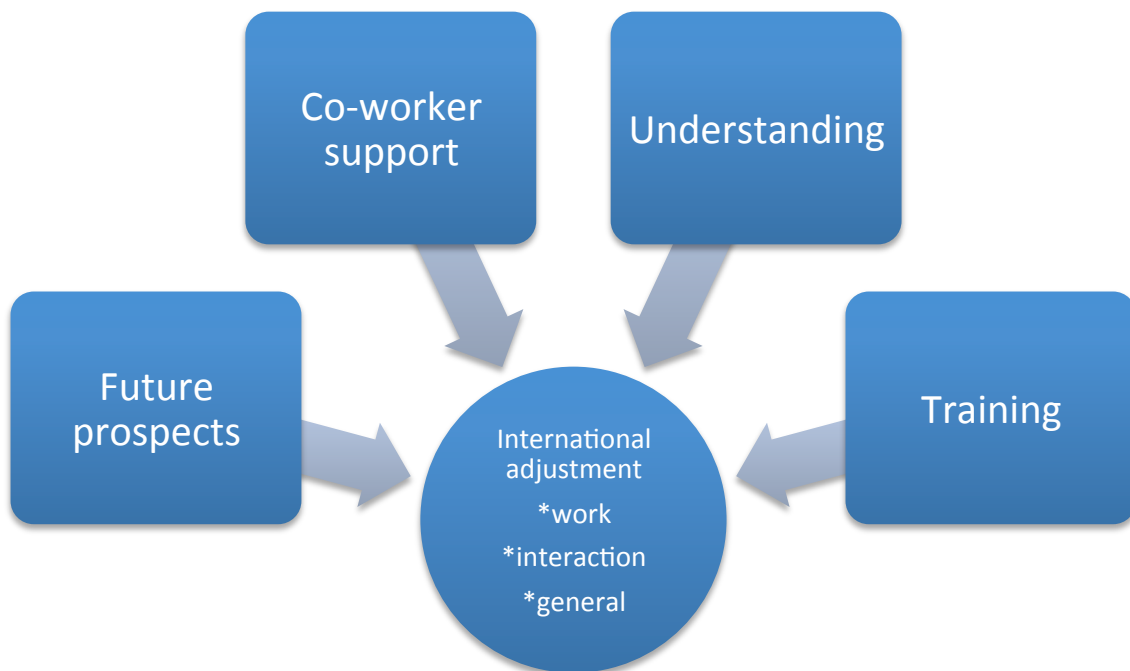 Co-worker
support
Understanding
Future
prospects
Training
International
adjustment
*work
*interaction
*general